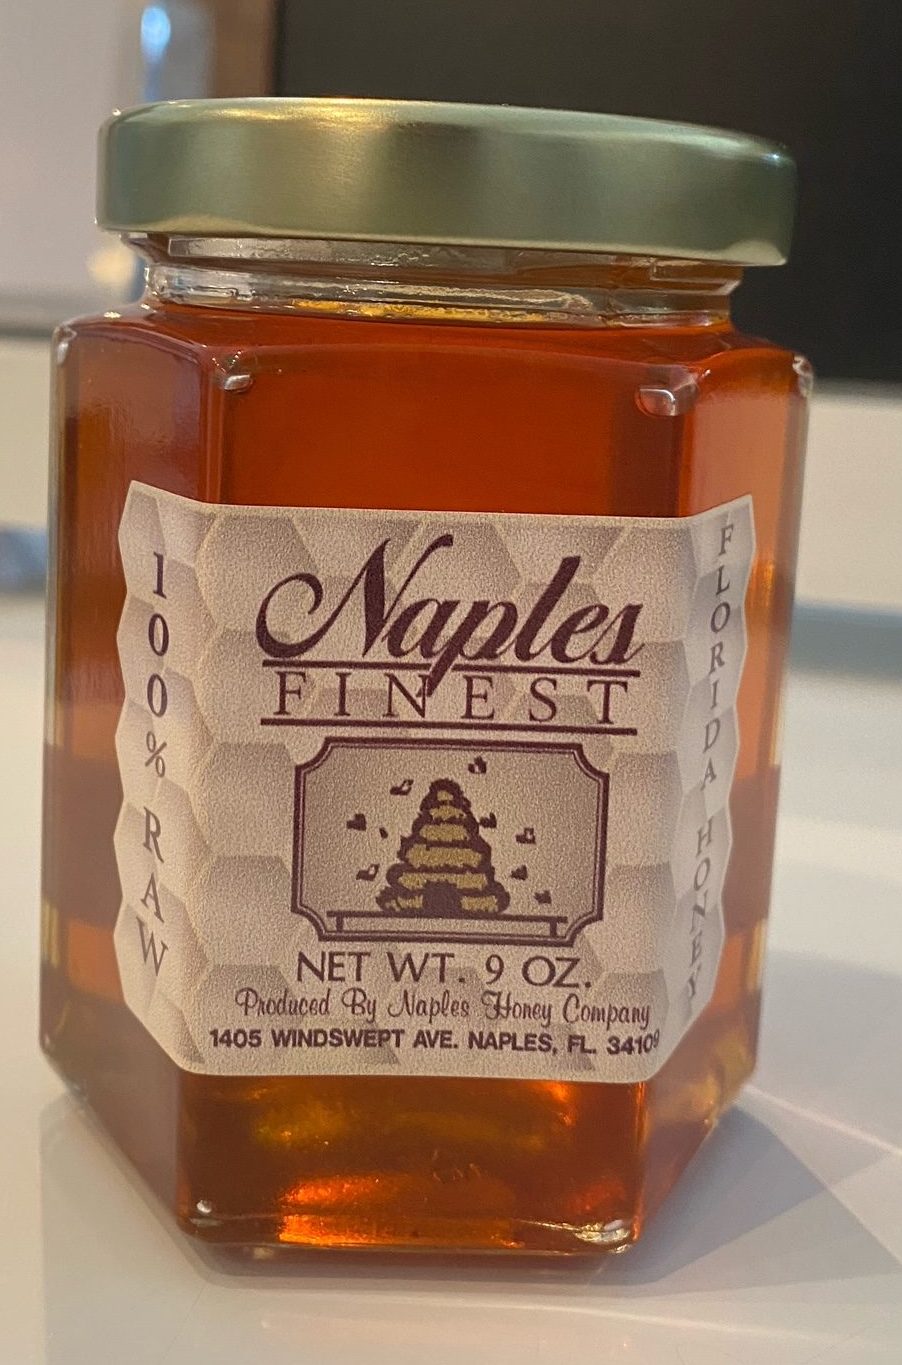 100% RAW
Naples
FINEST
NET WT. 9 OZ.
Produced By Naples Honey Company
1405 WINDSWEPT AVE. NAPLES, FL. 34109
FLORIDA HONEY